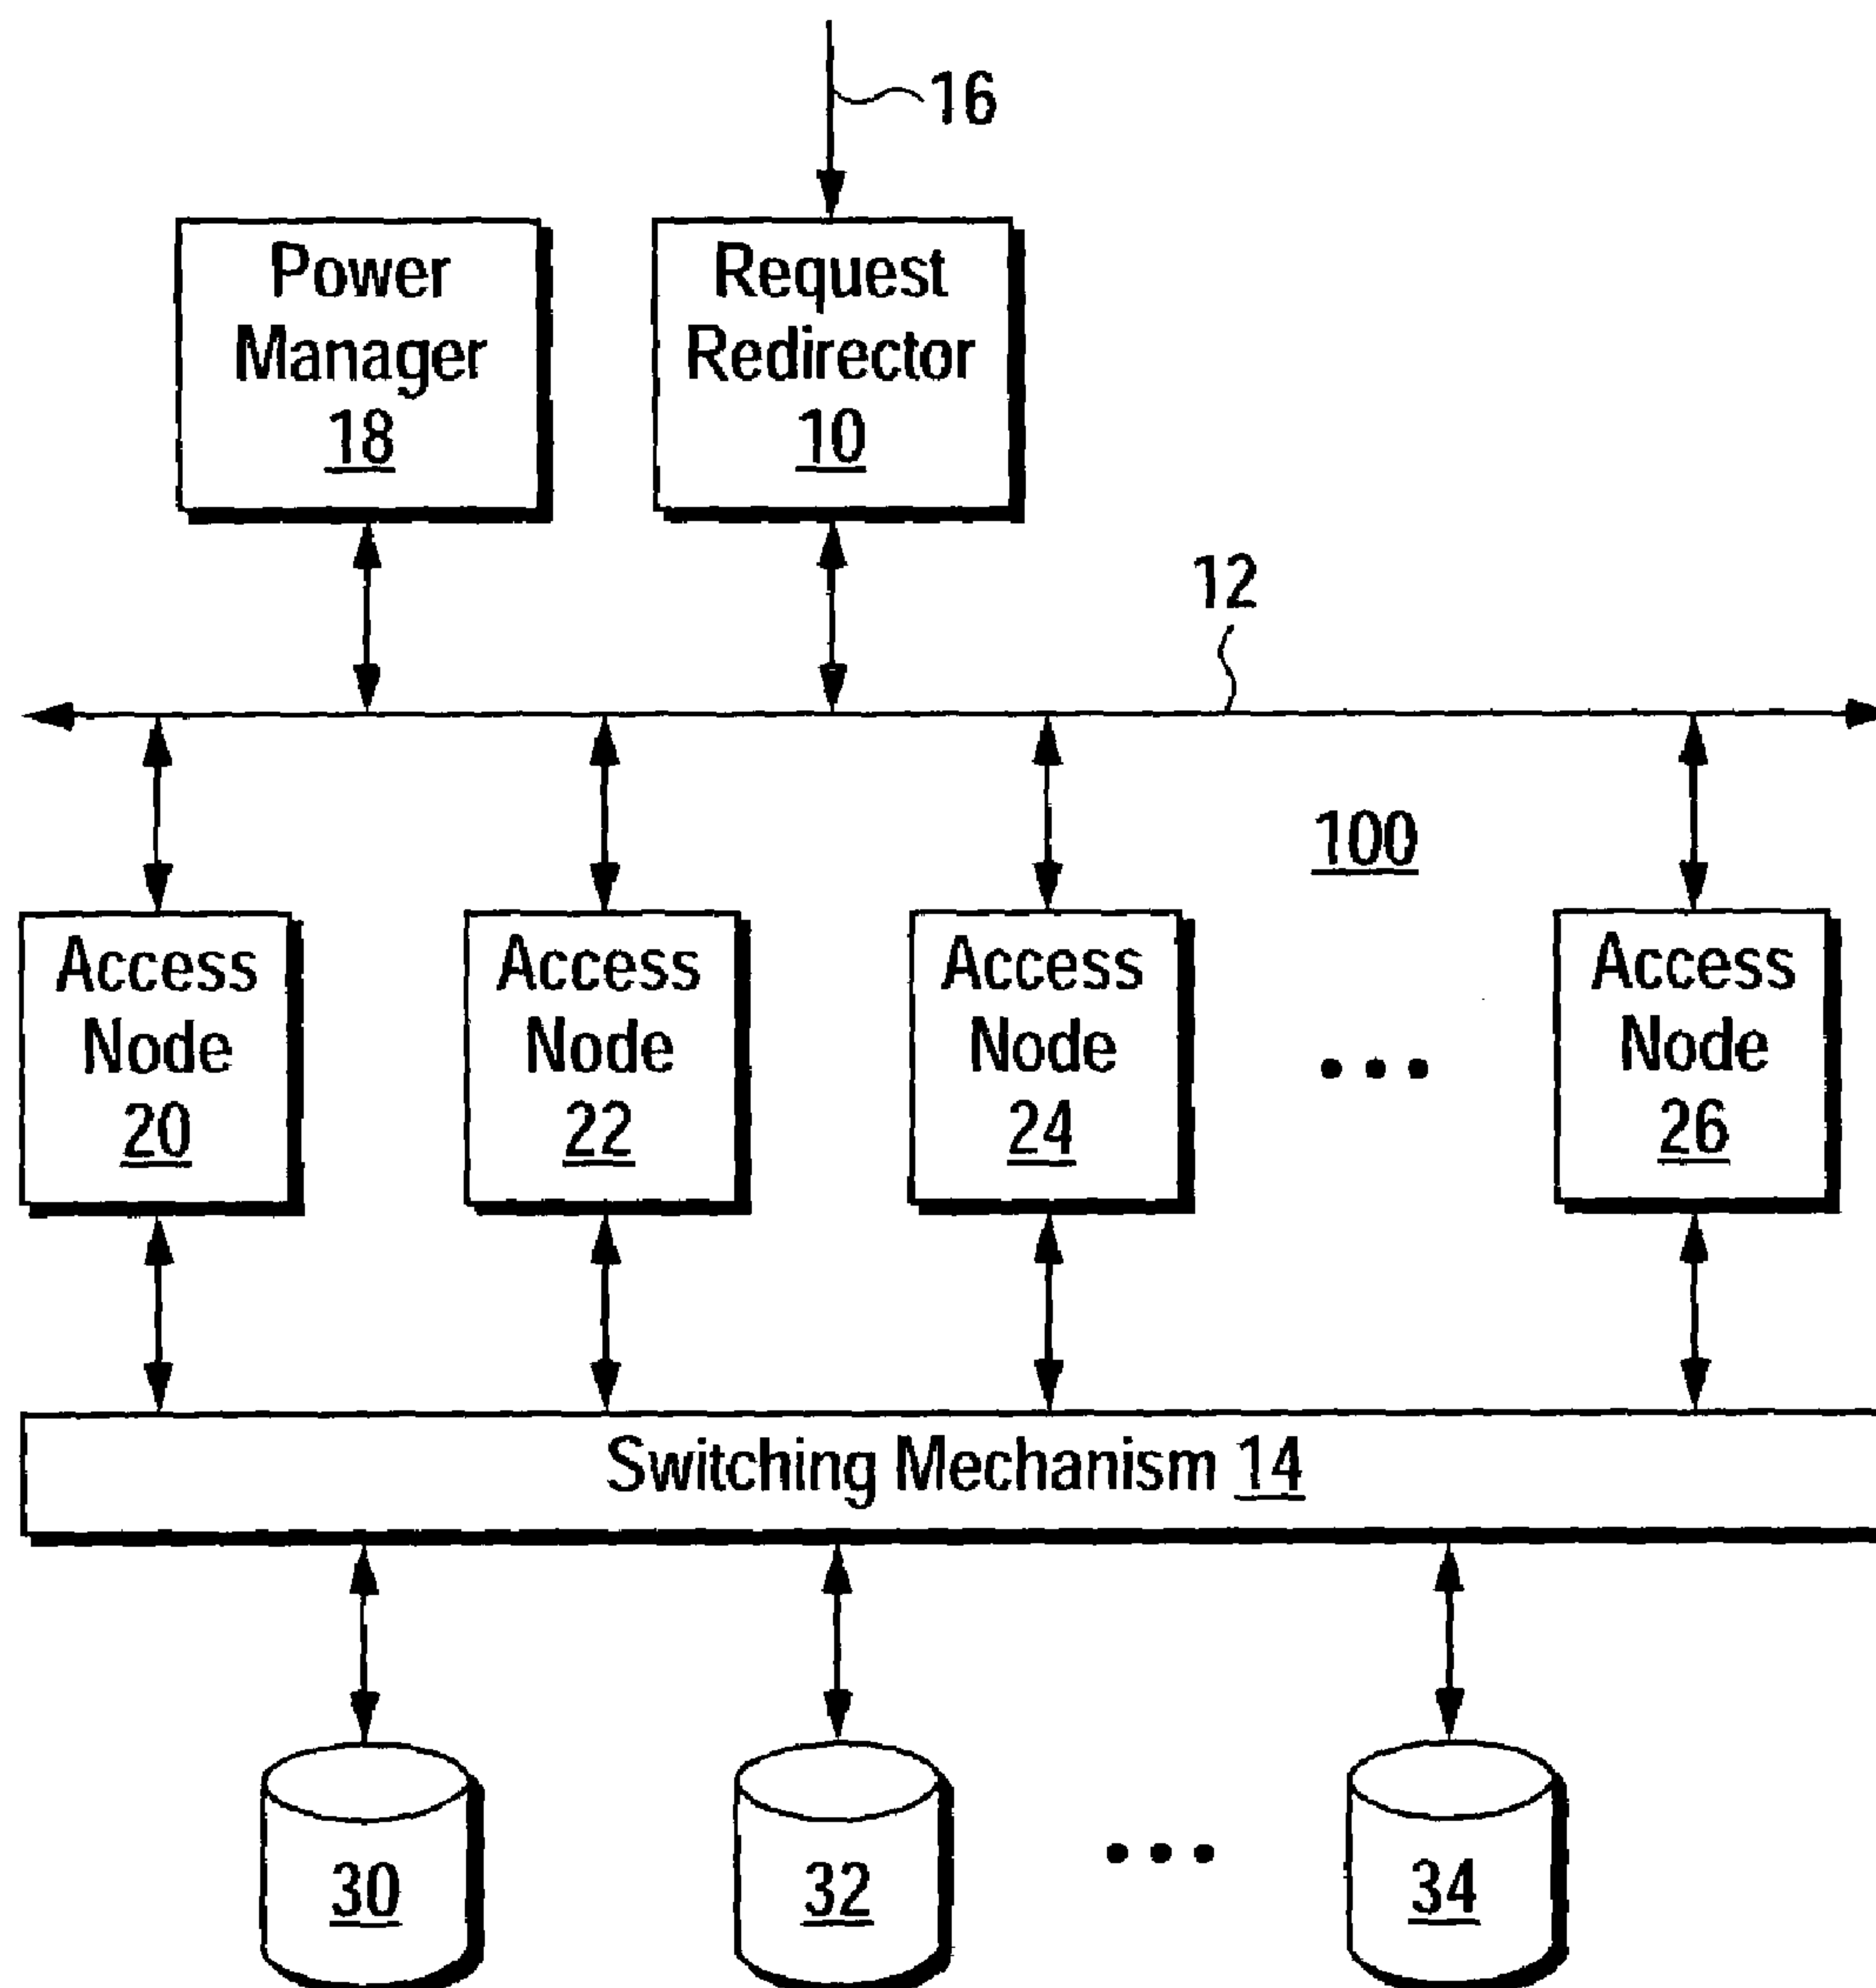 16
Power
Manager
18
Request
Redirector
10
12
100
Access
Node
20
Access
Node
22
Access
Node
24
Access
Node
26
Switching Mechanism 14
30
32
34